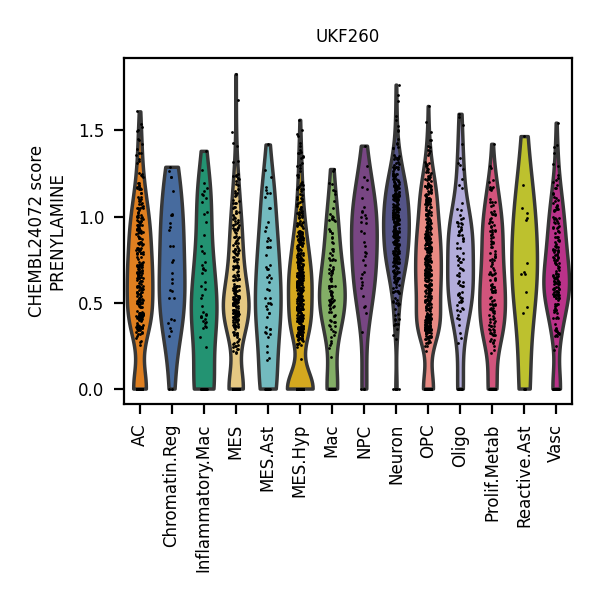 UKF260
CHEMBL24072 score
PRENYLAMINE
1.5
1.0
0.5
0.0
AC
Chromatin.Reg
Inflammatory.Mac
MES
MES.Ast
MES.Hyp
Mac
NPC
Neuron
OPC
Oligo
Prolif.Metab
Reactive.Ast
Vasc